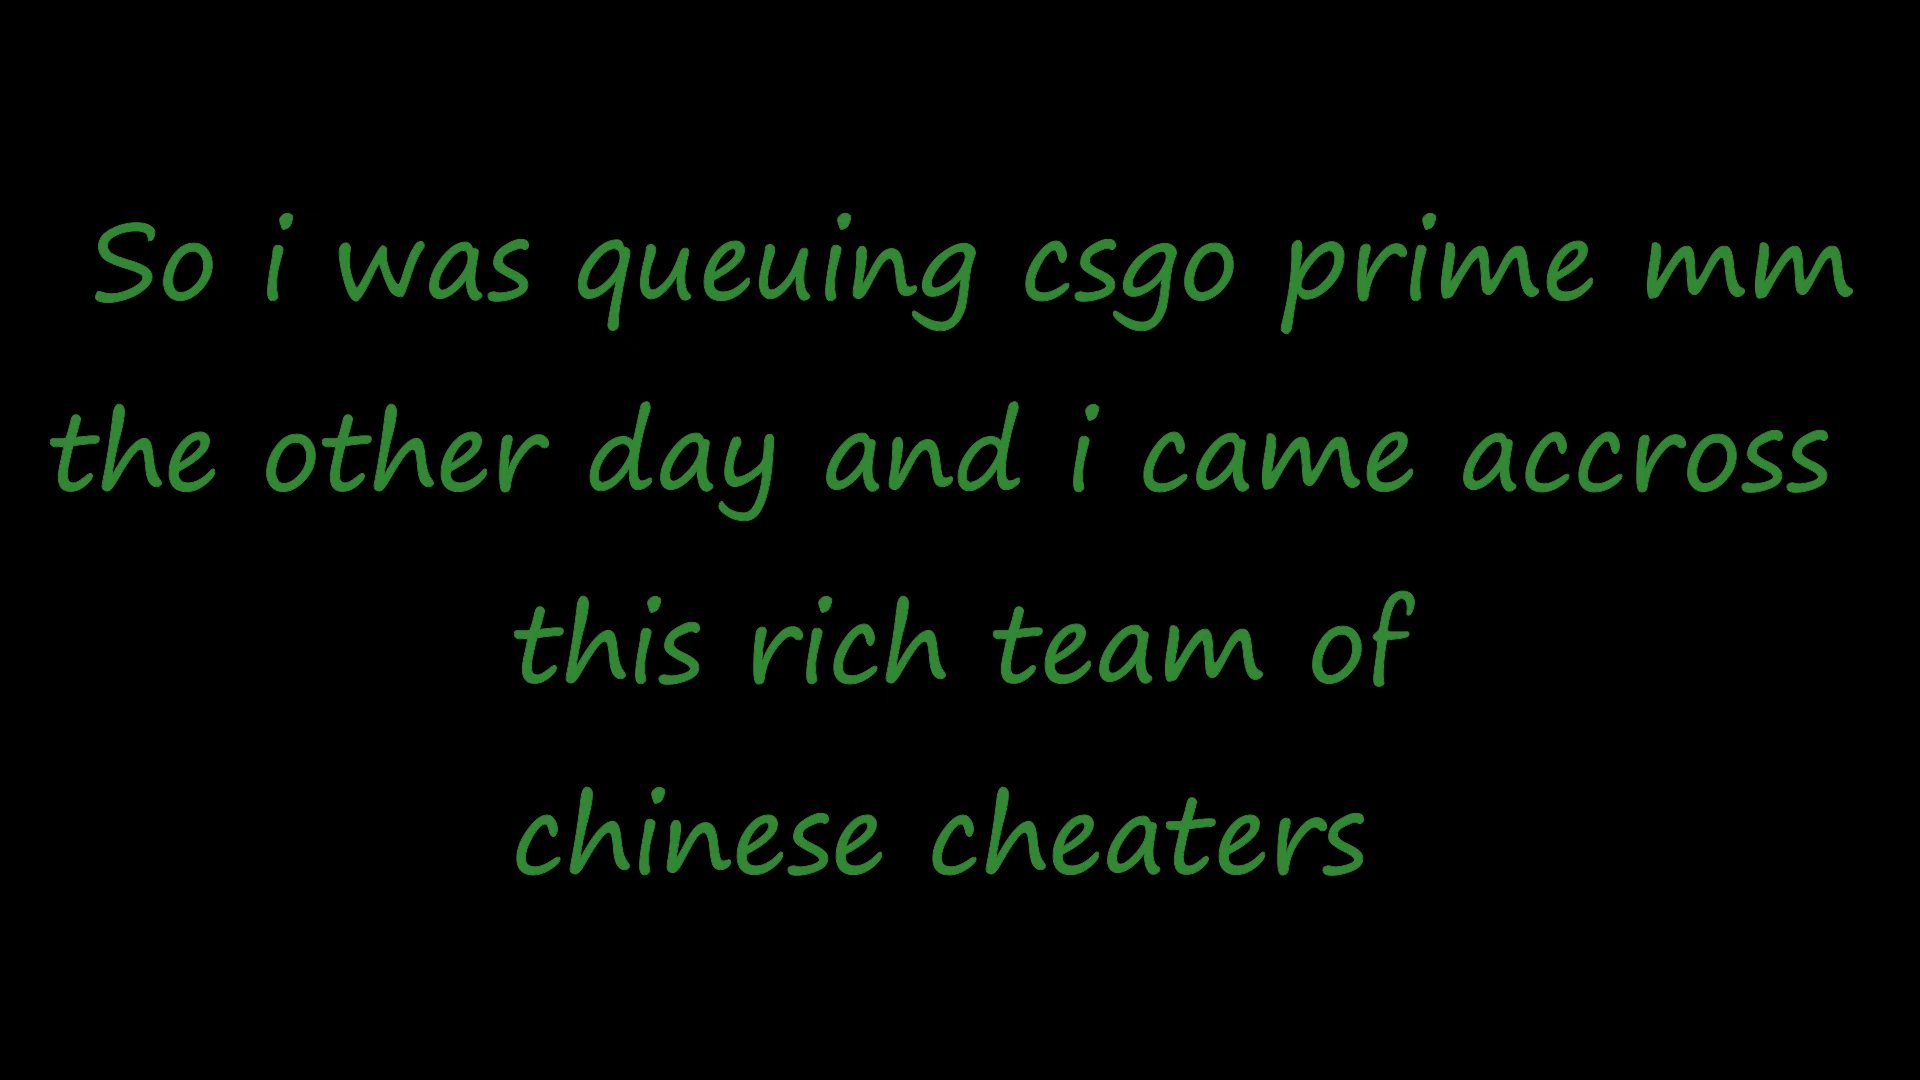 So i was queuing csgo prime mm
the other day and i came accross
this rich team of
chinese cheaters